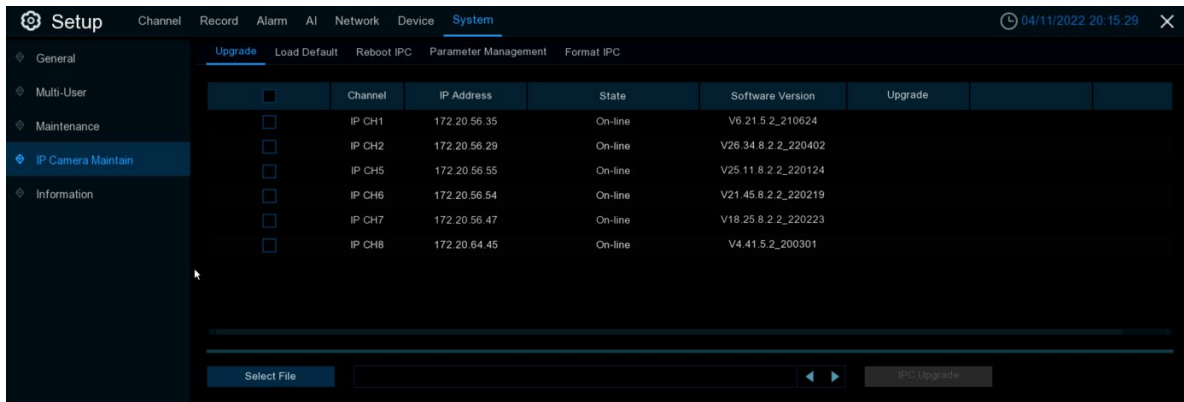 Setup Channel Record Alarm AI Network Device System 04/11/2022 20:15:29
General
Multi-User
Maintenance
IP Camera Maintain
Information
Upgrade Load Default Reboot IPC Parameter Management Format IPC
Channel IP Address State Software Version Upgrade
IP CH1 172.20.56.35 On-line V6.21.5.2_210624
IP CH2 172.20.56.29 On-line V26.34.8.2.2_220402
IP CH5 172.20.56.55 On-line V25.11.8.2.2_220124
IP CH6 172.20.56.54 On-line V21.45.8.2.2_220219
IP CH7 172.20.56.47 On-line V18.25.8.2.2_220223
IP CH8 172.20.64.45 On-line V4.41.5.2_200301
Select File IPC Upgrade